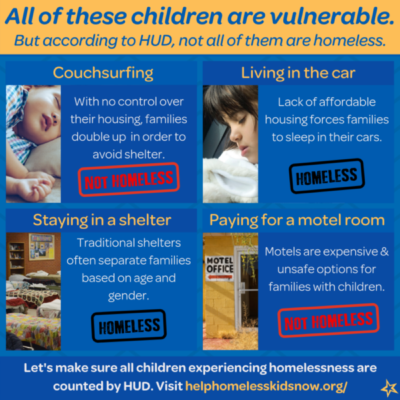 All of these children are vulnerable.
But according to HUD, not all of them are homeless.
Couchsurfing
With no control over
their housing, families
double up in order to
avoid shelter.
NOT HOMELESS
Living in the car
Lack of affordable
housing forces families
to sleep in their cars.
HOMELESS
Staying in a shelter
Traditional shelters
often separate families
based on age and
gender.
HOMELESS
Paying for a motel room
MOTEL
OFFICE
Motels are expensive &
unsafe options for
families with children.
NOT HOMELESS
Let's make sure all children experiencing homelessness are
counted by HUD. Visit helphomelesskidsnow.org/